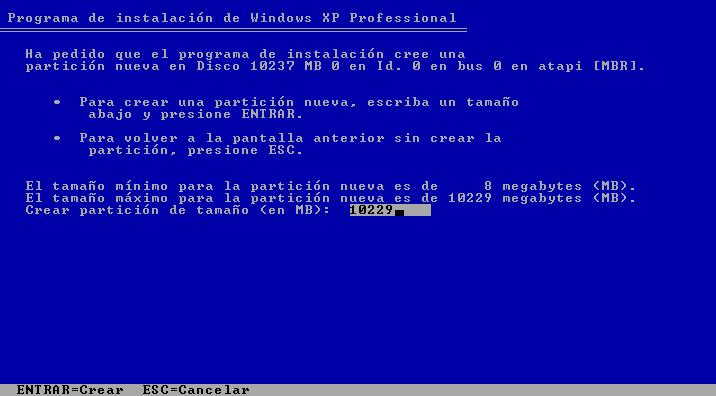 Programa de instalación de Windows XP Professional
Ha pedido que el programa de instalación cree una
partición nueva en Disco 10237 MB 0 en Id. 0 en bus 0 en atapi [MBR].
• Para crear una partición nueva, escriba un tamaño
abajo y presione ENTRAR.
• Para volver a la pantalla anterior sin crear la
partición, presione ESC.
El tamaño mínimo para la partición nueva es de 8 megabytes (MB).
El tamaño máximo para la partición nueva es de 10229 megabytes (MB).
Crear partición de tamaño (en MB): 10229
ENTRAR=Crear ESC=Cancelar